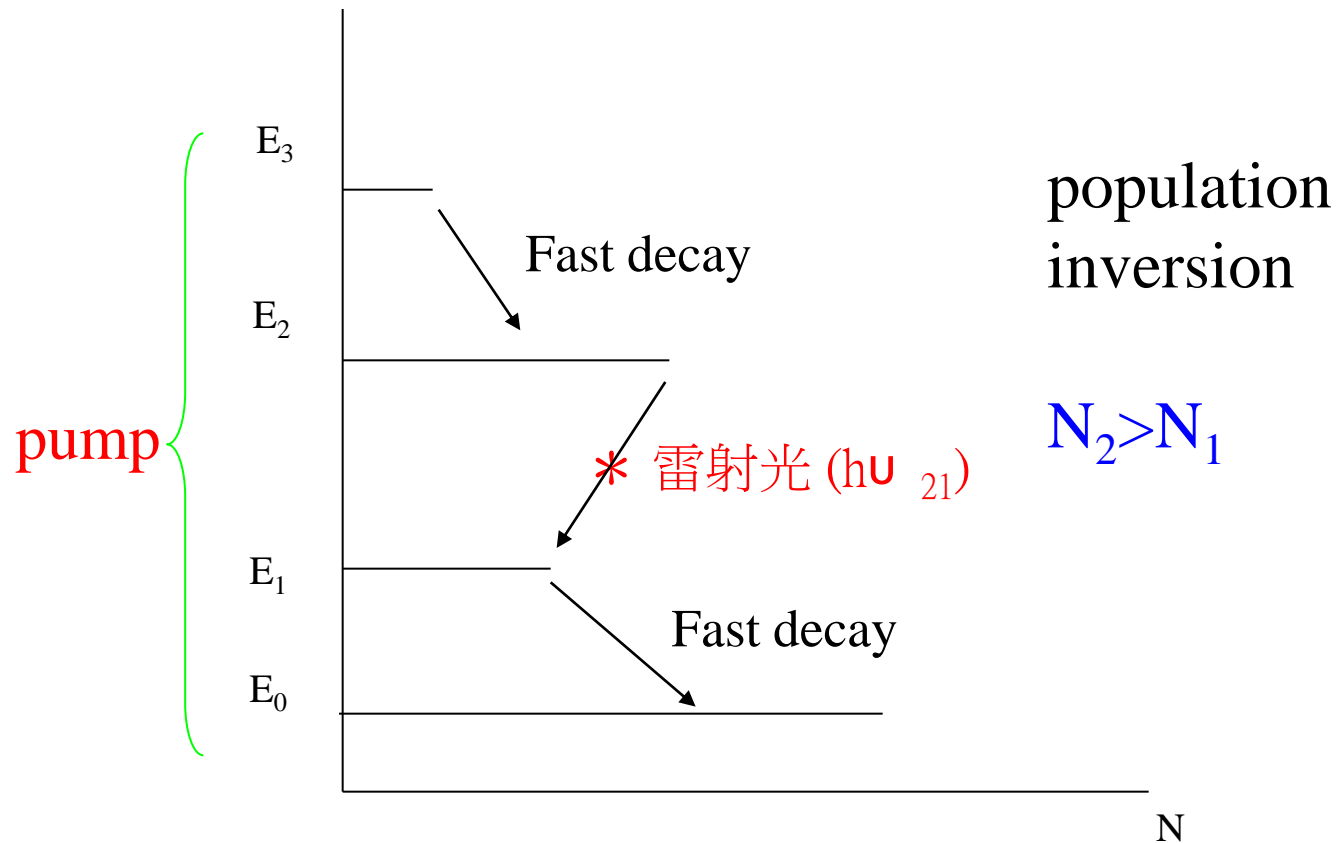 E₃
population
inversion
Fast decay
E₂
N₂>N₁
pump
* 雷射光 (hυ ₂₁)
E₁
Fast decay
E₀
N